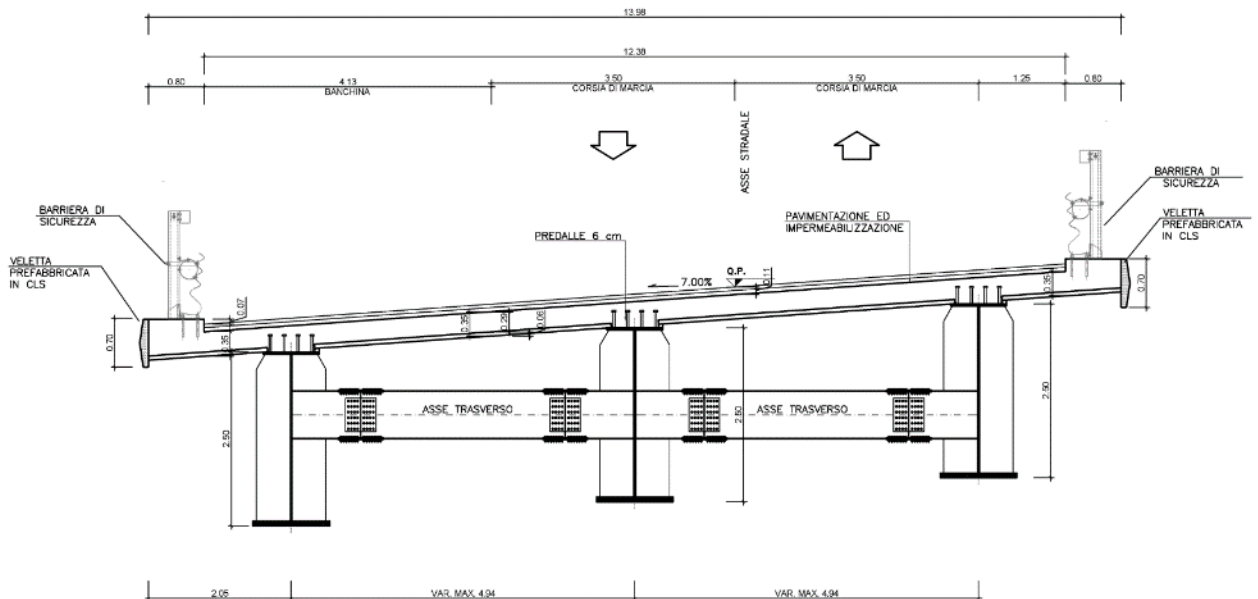 13.98
12.38
0.80
4.13
3.50
3.50
1.25
0.80
BANCHINA
CORSIA DI MARCIA
CORSIA DI MARCIA
ASSE STRADALE
BARRIERA DI
SICUREZZA
VELETTA
PREFABBRICATA
IN CLS
BARRIERA DI
SICUREZZA
VELETTA
PREFABBRICATA
IN CLS
PAVIMENTAZIONE ED
IMPERMEABILIZZAZIONE
PREDALLE 6 cm
Q.P.
7.00%
0.11
0.07
0.35
0.70
0.35
0.29
0.06
0.35
0.70
2.50
2.50
2.50
ASSE TRASVERSO
ASSE TRASVERSO
2.05
VAR. MAX. 4.94
VAR. MAX. 4.94